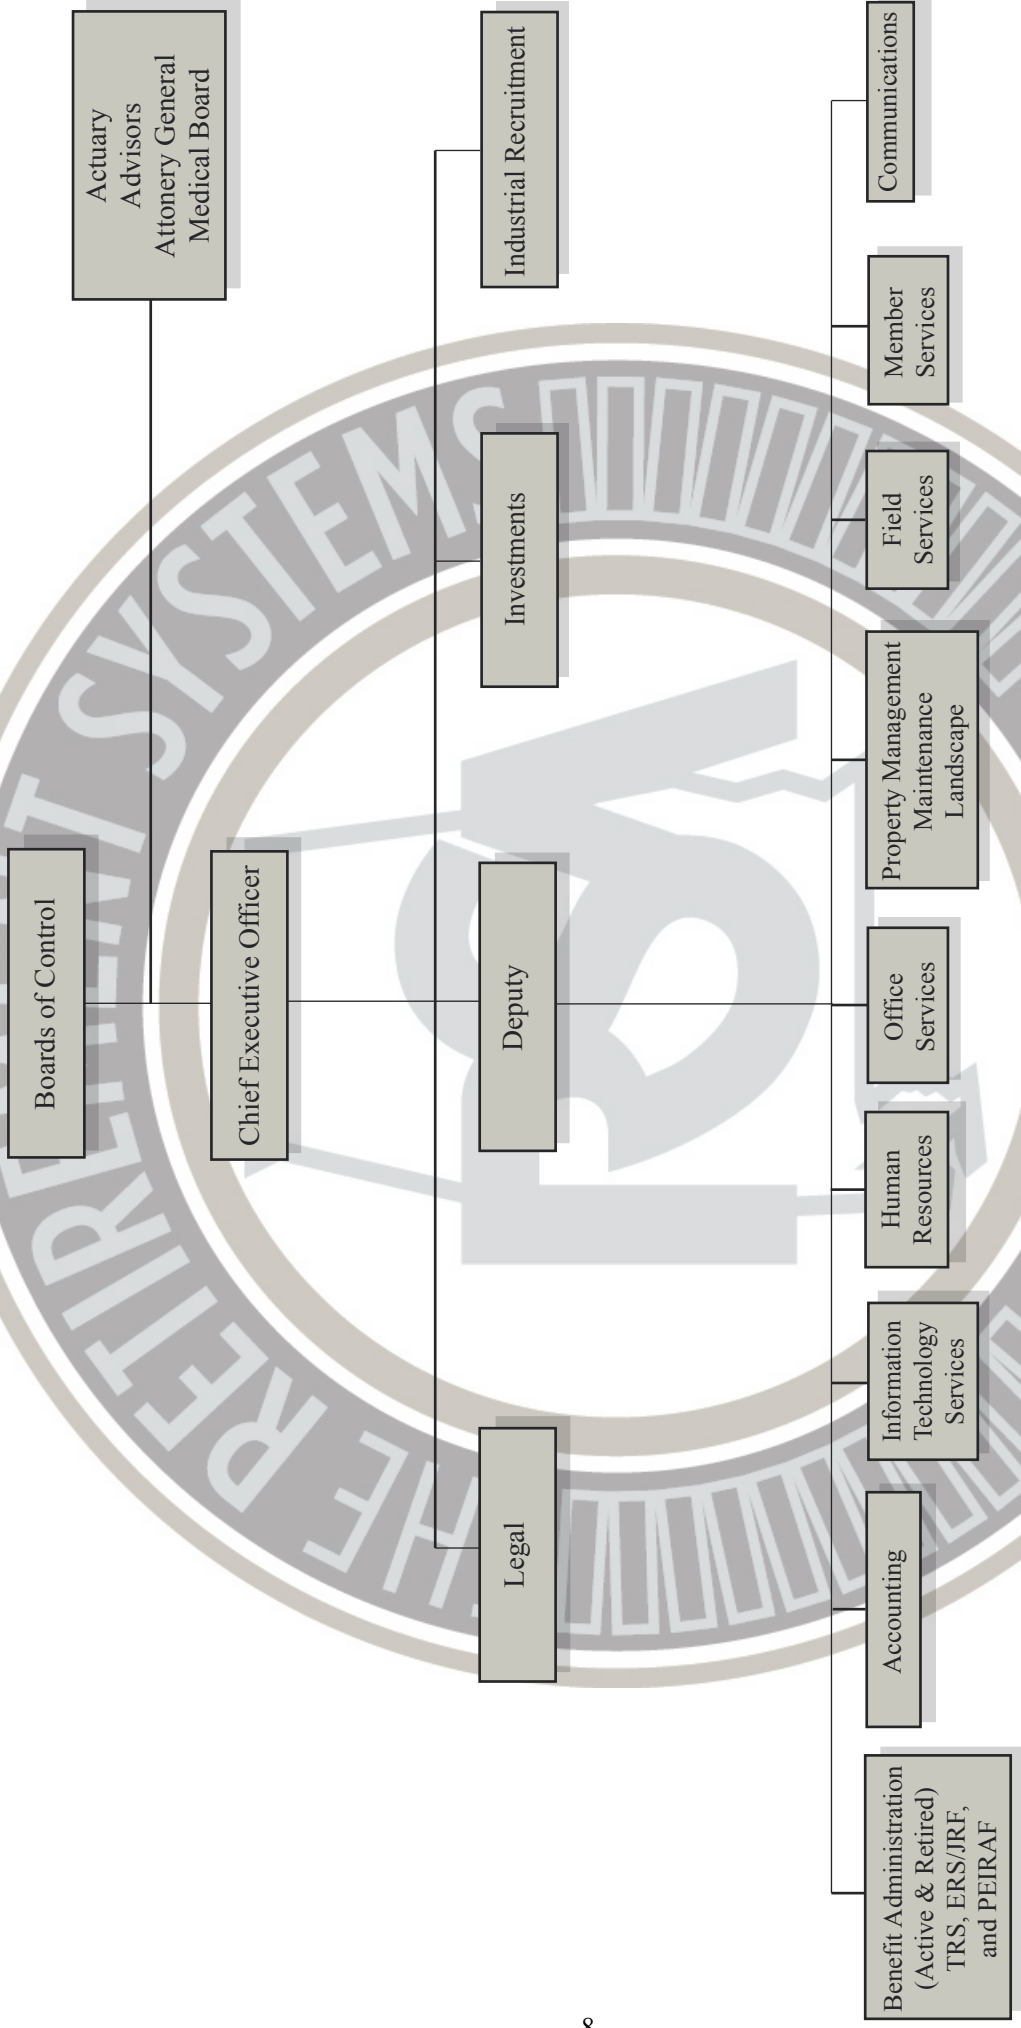 Boards of Control
Actuary
Advisors
Attonery General
Medical Board
Chief Executive Officer
Legal
Deputy
Investments
Industrial Recruitment
Benefit Administration
(Active & Retired)
TRS, ERS/JRF,
and PEIRAF
Accounting
Information
Technology
Services
Human
Resources
Office
Services
Property Management
Maintenance
Landscape
Field
Services
Member
Services
Communications
THE RETIREMENT SYSTEMS
RSA
8